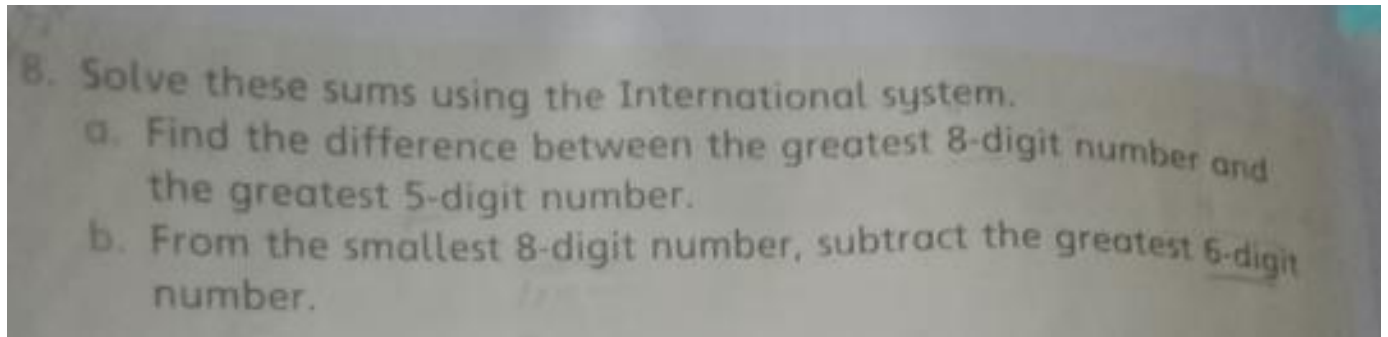 8. Solve these sums using the International system.
a. Find the difference between the greatest 8-digit number and
the greatest 5-digit number.
b. From the smallest 8-digit number, subtract the greatest 6-digit
number.